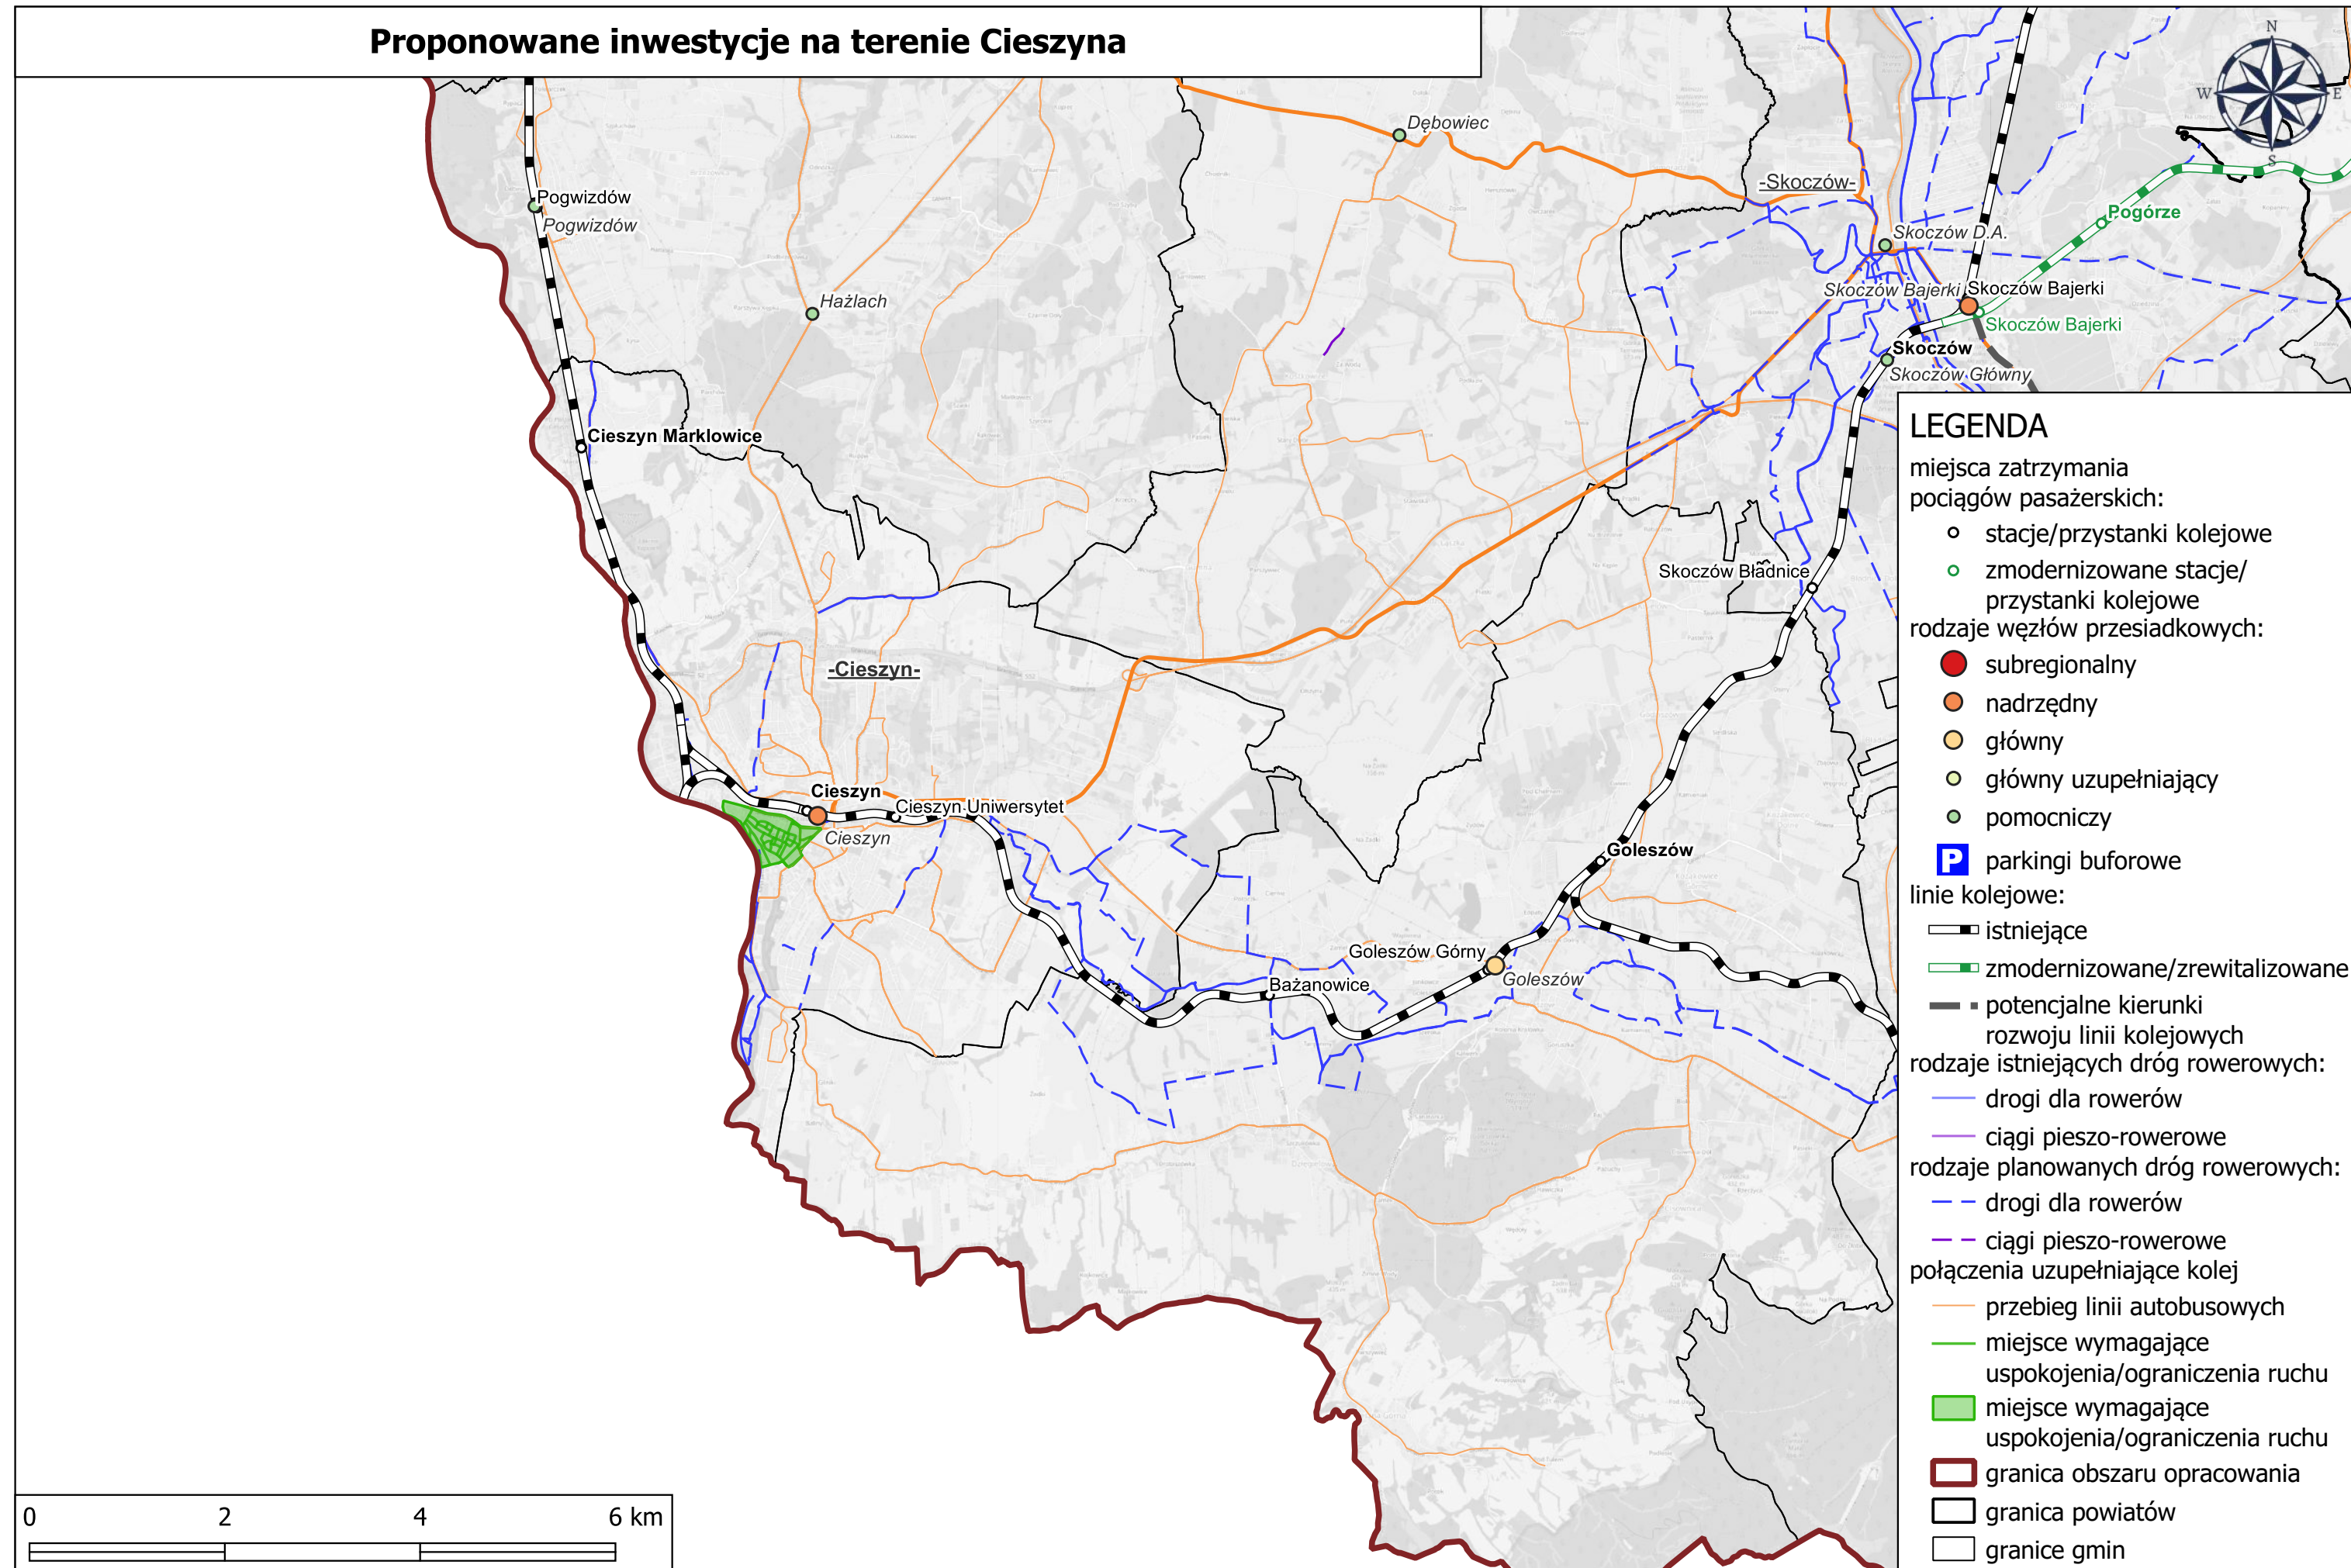 Proponowane inwestycje na terenie Cieszyna
N
W
E
S
Dębowiec
-Skoczów-
Pogwizdów
Pogwizdów
Pogórze
Skoczów D.A.
Hażlach
Skoczów Bajerki
Skoczów Bajerki
Skoczów Bajerki
Skoczów
Skoczów Główny
Cieszyn Marklowice
Skoczów Bładnice
-Cieszyn-
Cieszyn
Cieszyn Uniwersytet
Cieszyn
Goleszów
Goleszów Górny
Goleszów
Bażanowice
LEGENDA
miejsca zatrzymania
pociągów pasażerskich:
stacje/przystanki kolejowe
zmodernizowane stacje/
przystanki kolejowe
rodzaje węzłów przesiadkowych:
subregionalny
nadrzędny
główny
główny uzupełniający
pomocniczy
P parkingi buforowe
linie kolejowe:
istniejące
zmodernizowane/zrewitalizowane
potencjalne kierunki
rozwoju linii kolejowych
rodzaje istniejących dróg rowerowych:
drogi dla rowerów
ciągi pieszo-rowerowe
rodzaje planowanych dróg rowerowych:
drogi dla rowerów
ciągi pieszo-rowerowe
połączenia uzupełniające kolej
przebieg linii autobusowych
miejsce wymagające
uspokojenia/ograniczenia ruchu
miejsce wymagające
uspokojenia/ograniczenia ruchu
granica obszaru opracowania
granica powiatów
granice gmin
0 2 4 6 km